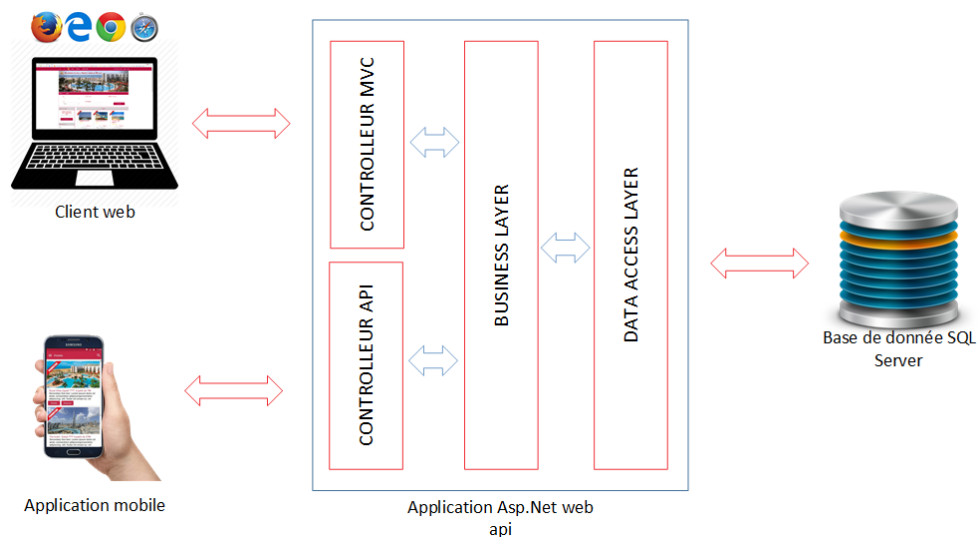 Client web
Application mobile
CONTROLLEUR MVC
CONTROLLEUR API
BUSINESS LAYER
DATA ACCESS LAYER
Application Asp.Net web
api
Base de donnée SQL
Server